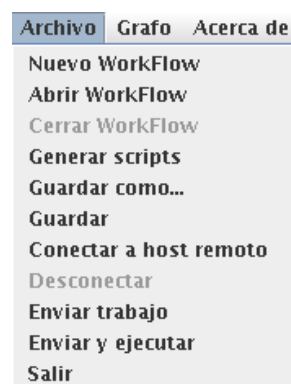 Archivo Grafo Acerca de
Nuevo WorkFlow
Abrir WorkFlow
Cerrar WorkFlow
Generar scripts
Guardar como...
Guardar
Conectar a host remoto
Desconectar
Enviar trabajo
Enviar y ejecutar
Salir